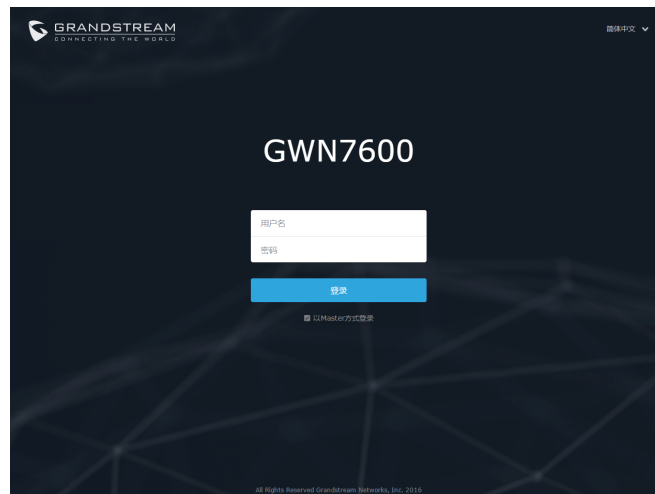 GRANDSTREAM
CONNECTING THE WORLD
简体中文
GWN7600
用户名
密码
登录
以Master方式登录
All Rights Reserved Grandstream Networks, Inc. 2016